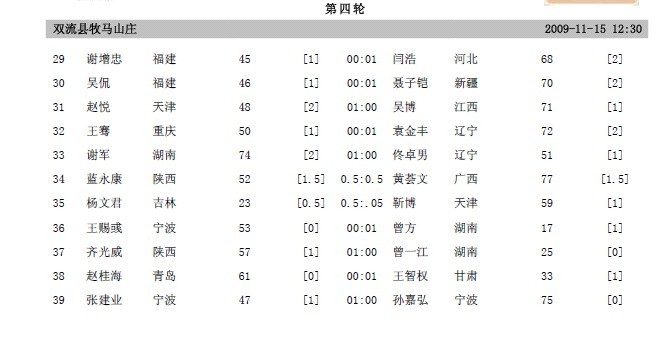 第四轮
双流县牧马山庄 2009-11-15 12:30
29 谢增忠 福建 45 [1] 00:01 闫浩 河北 68 [2]
30 吴侃 福建 46 [1] 00:01 聂子铠 新疆 70 [2]
31 赵悦 天津 48 [2] 01:00 吴博 江西 71 [1]
32 王骞 重庆 50 [1] 00:01 袁金丰 辽宁 72 [2]
33 谢军 湖南 74 [2] 01:00 佟卓男 辽宁 51 [1]
34 蓝永康 陕西 52 [1.5] 0.5:0.5 黄荟文 广西 77 [1.5]
35 杨文君 吉林 23 [0.5] 0.5:.05 靳博 天津 59 [1]
36 王赐彧 宁波 53 [0] 00:01 曾方 湖南 17 [1]
37 齐光威 陕西 57 [1] 01:00 曾一江 湖南 25 [0]
38 赵桂海 青岛 61 [0] 00:01 王智权 甘肃 33 [1]
39 张建业 宁波 47 [1] 01:00 孙嘉弘 宁波 75 [0]